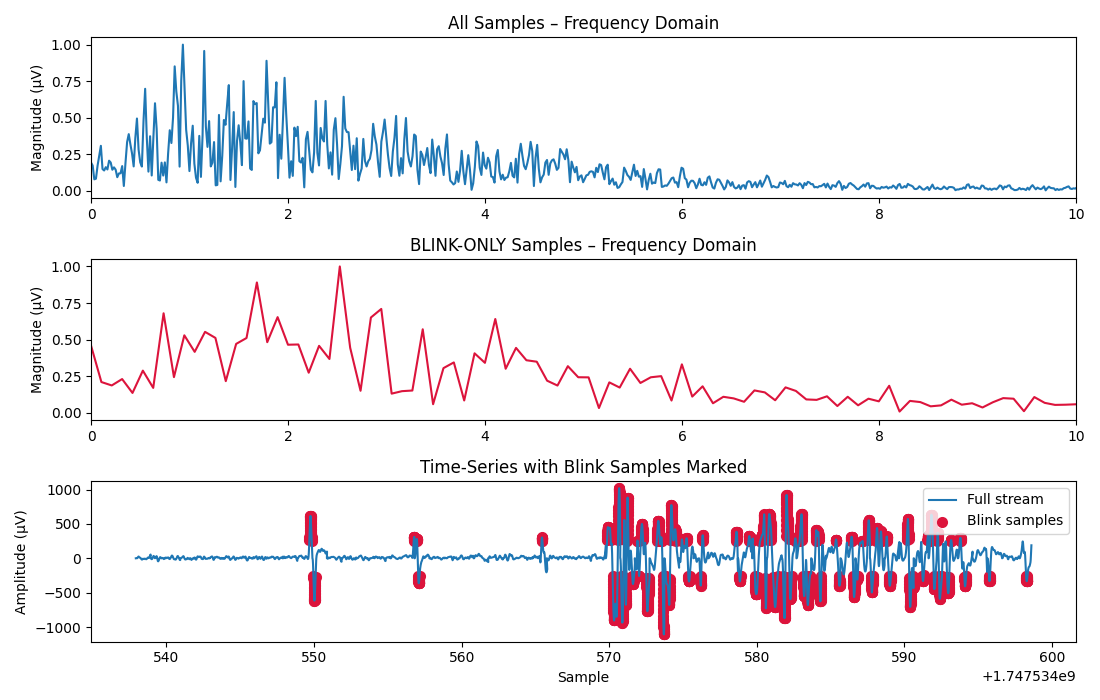 All Samples – Frequency Domain
Magnitude (µV)
1.00
0.75
0.50
0.25
0.00
0 2 4 6 8 10
BLINK-ONLY Samples – Frequency Domain
Magnitude (µV)
1.00
0.75
0.50
0.25
0.00
0 2 4 6 8 10
Time-Series with Blink Samples Marked
Amplitude (µV)
1000
500
0
−500
−1000
Full stream
Blink samples
540 550 560 570 580 590 600
Sample
+1.747534e9